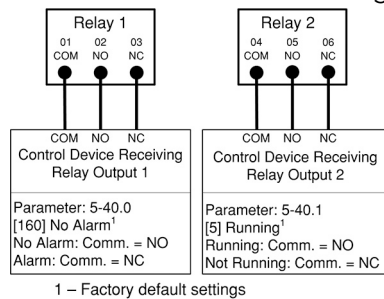 Relay 1
01 02 03
COM NO NC
COM NO NC
Control Device Receiving
Relay Output 1
Parameter: 5-40.0
[160] No Alarm1
No Alarm: Comm. = NO
Alarm: Comm. = NC
Relay 2
04 05 06
COM NO NC
COM NO NC
Control Device Receiving
Relay Output 2
Parameter: 5-40.1
[5] Running1
Running: Comm. = NO
Not Running: Comm. = NC
1 – Factory default settings